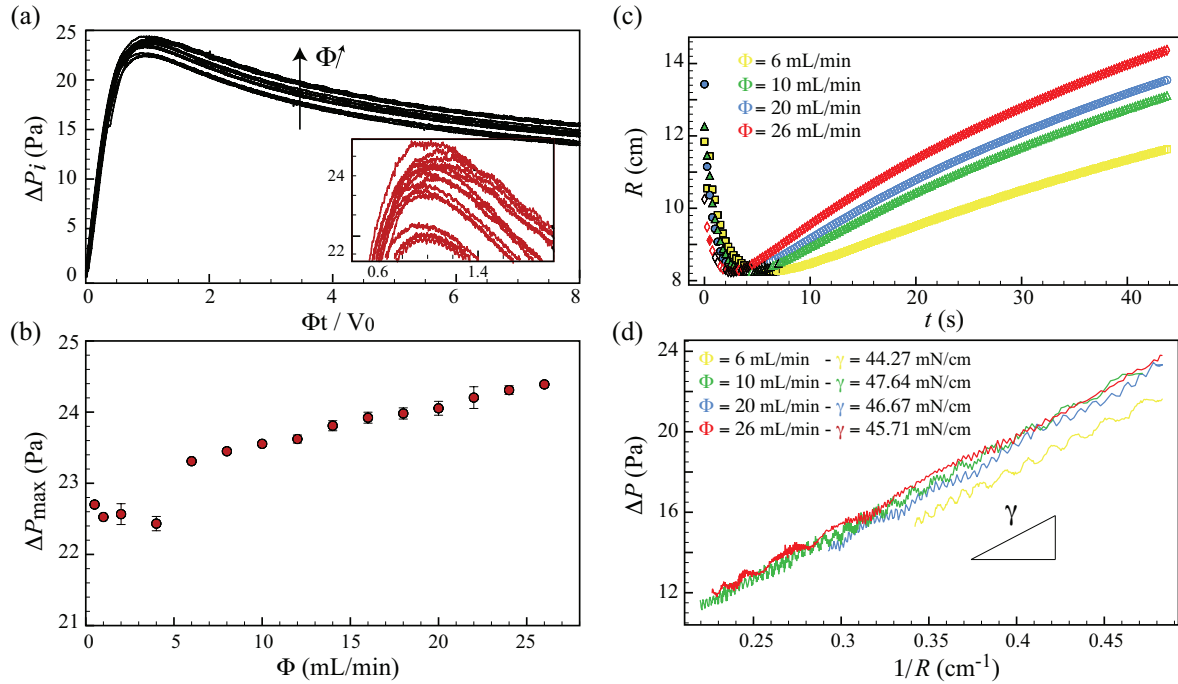 (a)
25
20
15
10
5
0
ΔPi (Pa)
Φ↗
24
22
0.6 1.4
0 2 4 6 8
Φt / V0
(b)
25
24
23
22
21
ΔPmax (Pa)
0 5 10 15 20 25
Φ (mL/min)
(c)
14
12
10
8
R (cm)
Φ = 6 mL/min
Φ = 10 mL/min
Φ = 20 mL/min
Φ = 26 mL/min
0 10 20 30 40
t (s)
(d)
24
20
16
12
ΔP (Pa)
Φ = 6 mL/min - γ = 44.27 mN/cm
Φ = 10 mL/min - γ = 47.64 mN/cm
Φ = 20 mL/min - γ = 46.67 mN/cm
Φ = 26 mL/min - γ = 45.71 mN/cm
γ
0.25 0.3 0.35 0.4 0.45
1/R (cm⁻¹)